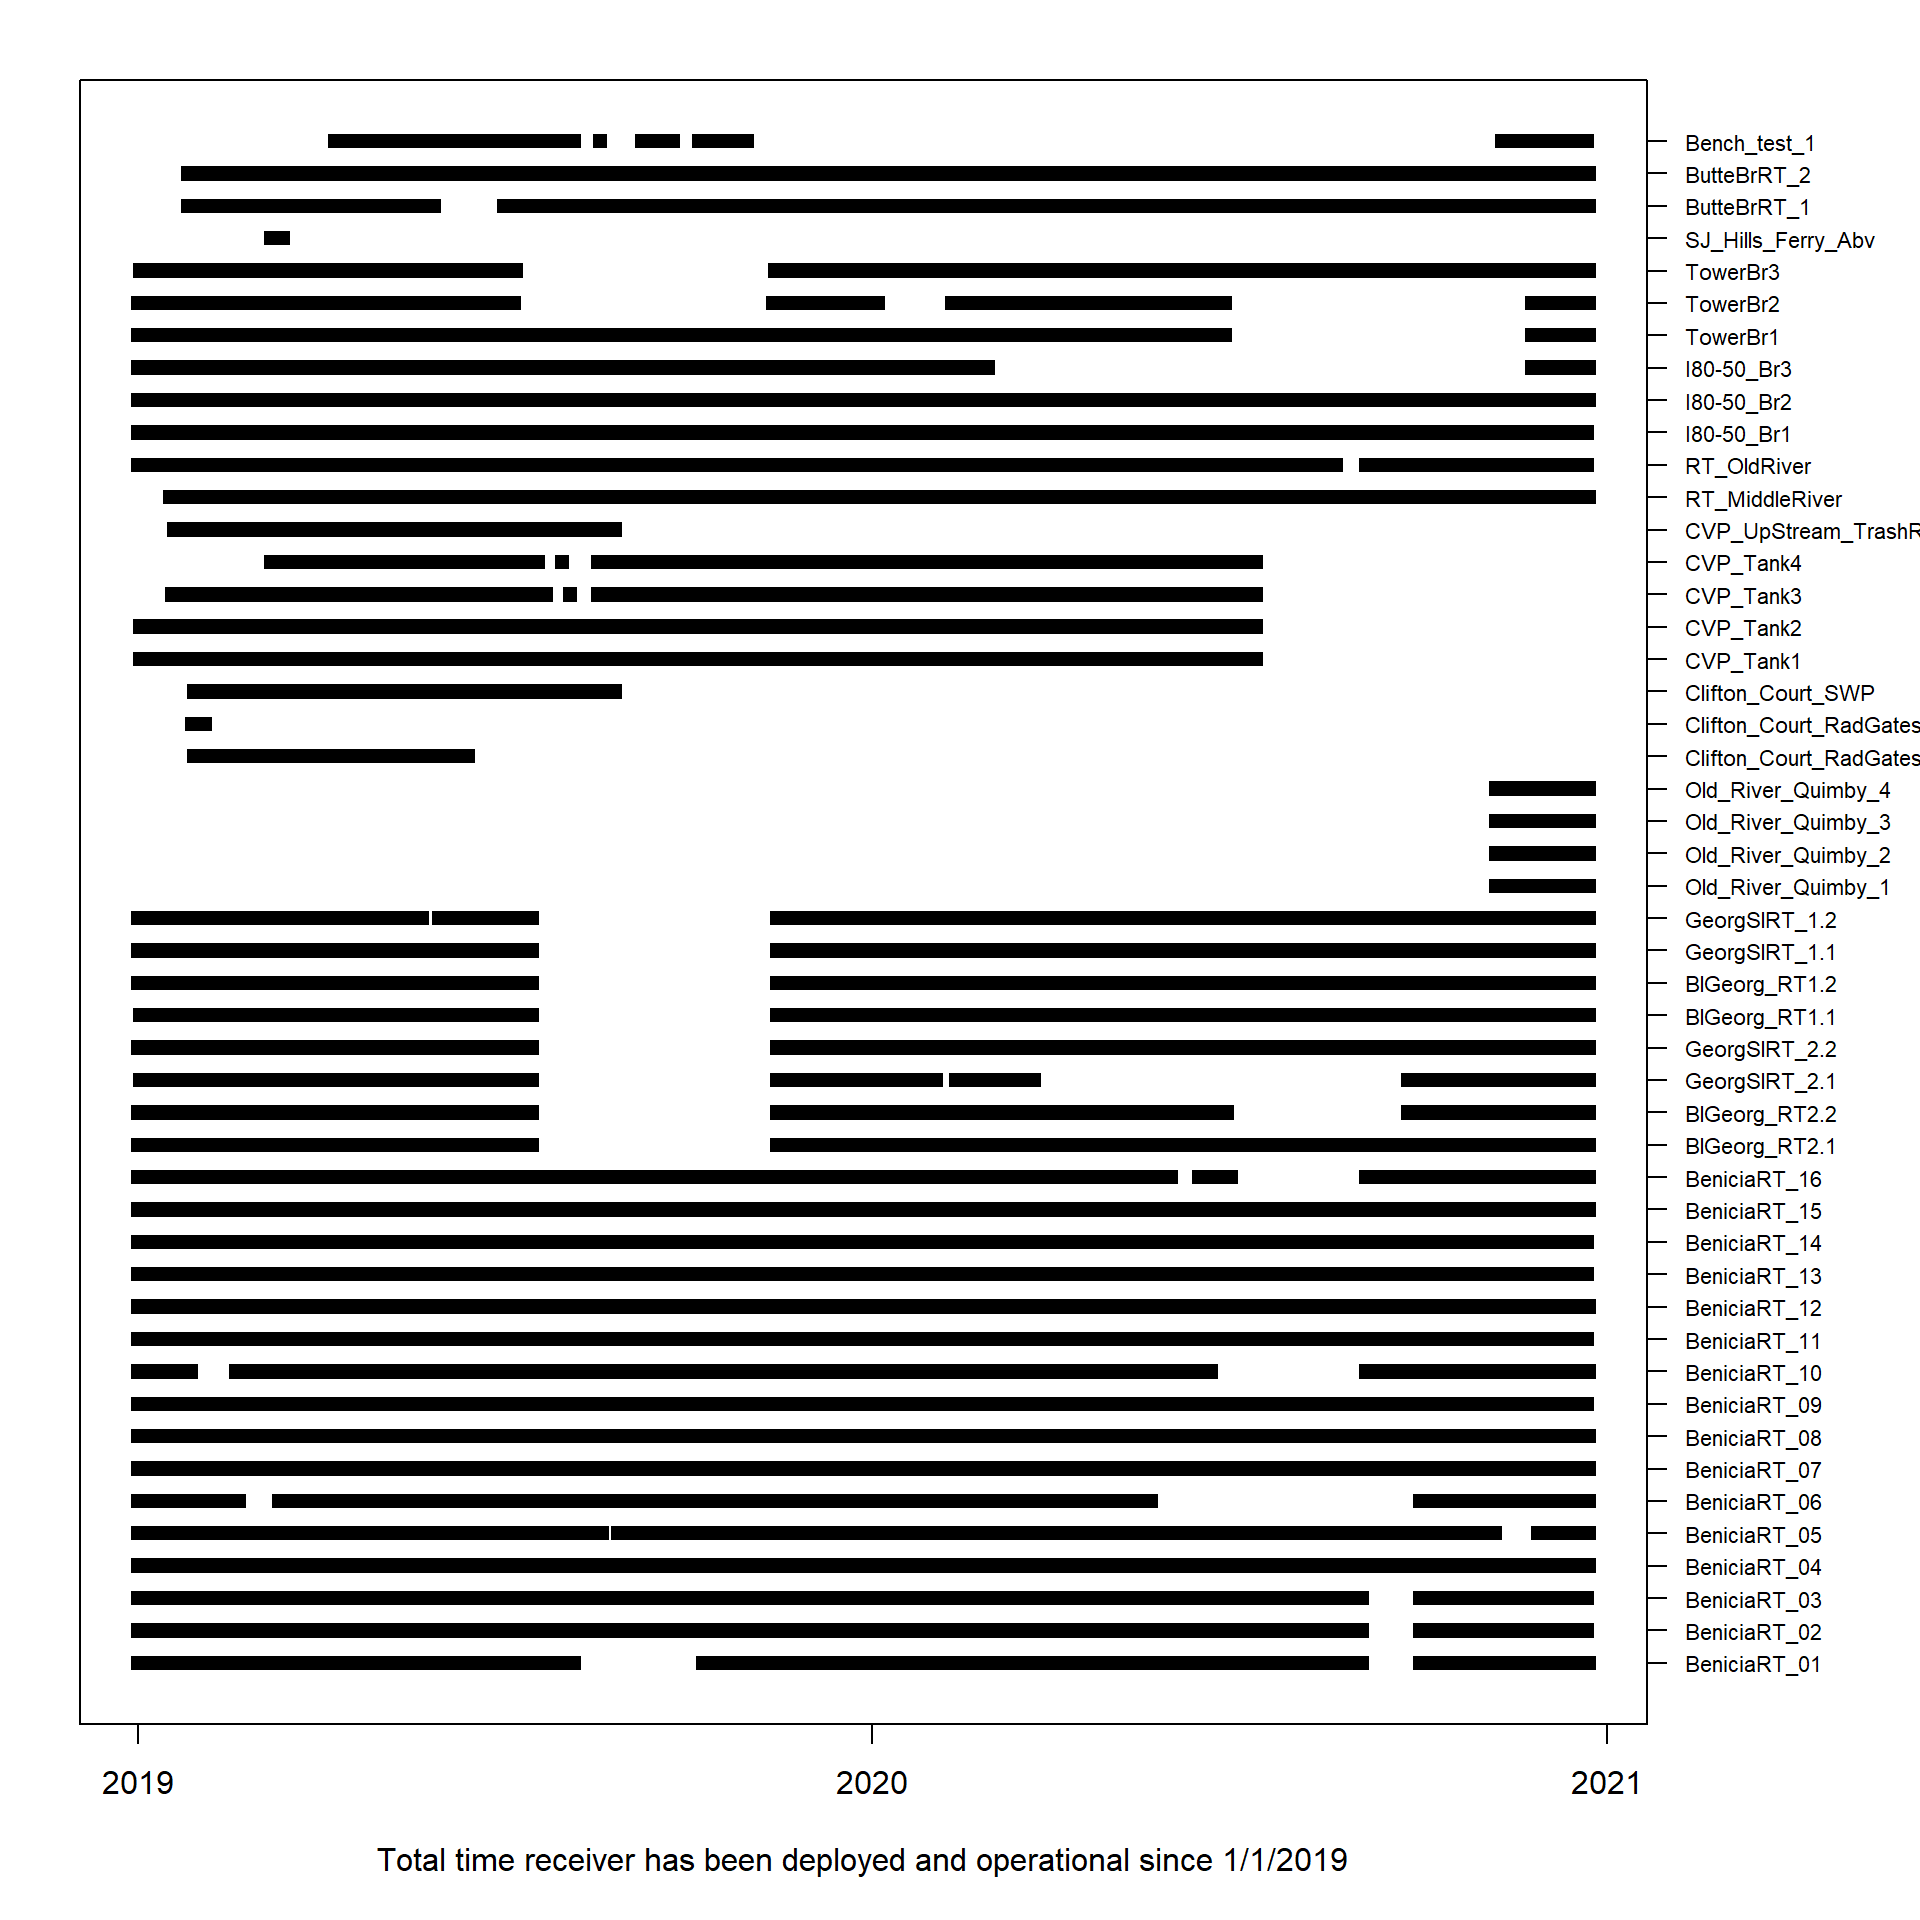 Bench_test_1
ButteBrRT_2
ButteBrRT_1
SJ_Hills_Ferry_Abv
TowerBr3
TowerBr2
TowerBr1
I80-50_Br3
I80-50_Br2
I80-50_Br1
RT_OldRiver
RT_MiddleRiver
CVP_UpStream_TrashR
CVP_Tank4
CVP_Tank3
CVP_Tank2
CVP_Tank1
Clifton_Court_SWP
Clifton_Court_RadGates
Clifton_Court_RadGates
Old_River_Quimby_4
Old_River_Quimby_3
Old_River_Quimby_2
Old_River_Quimby_1
GeorgSlRT_1.2
GeorgSlRT_1.1
BlGeorg_RT1.2
BlGeorg_RT1.1
GeorgSlRT_2.2
GeorgSlRT_2.1
BlGeorg_RT2.2
BlGeorg_RT2.1
BeniciaRT_16
BeniciaRT_15
BeniciaRT_14
BeniciaRT_13
BeniciaRT_12
BeniciaRT_11
BeniciaRT_10
BeniciaRT_09
BeniciaRT_08
BeniciaRT_07
BeniciaRT_06
BeniciaRT_05
BeniciaRT_04
BeniciaRT_03
BeniciaRT_02
BeniciaRT_01
2019 2020 2021
Total time receiver has been deployed and operational since 1/1/2019